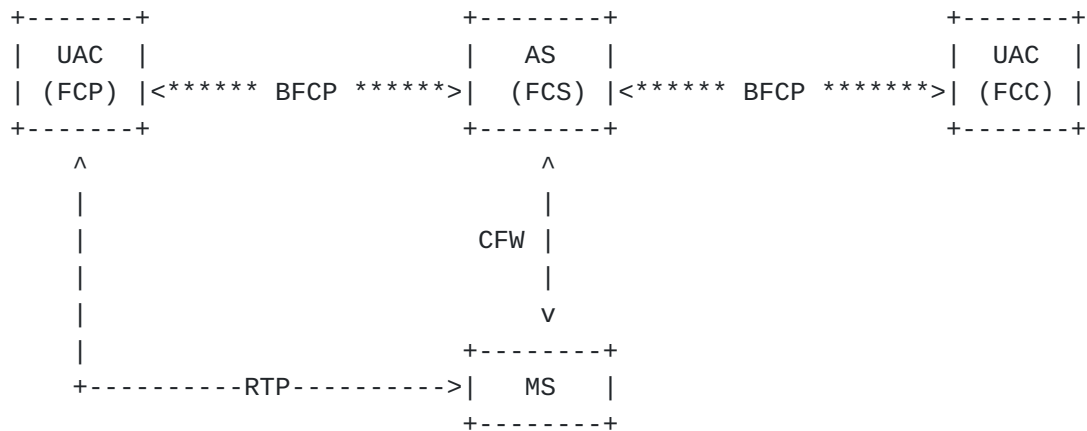 +-------+                    +--------+                     +-------+
|  UAC  |                    |   AS   |                     |  UAC  |
| (FCP) |<****** BFCP ******>|  (FCS) |<****** BFCP *******>| (FCC) |
+-------+                    +--------+                     +-------+
    ^                             ^
    |                             |
    |                         CFW |
    |                             |
    |                             v
    |                        +--------+
    +----------RTP---------->|   MS   |
                             +--------+